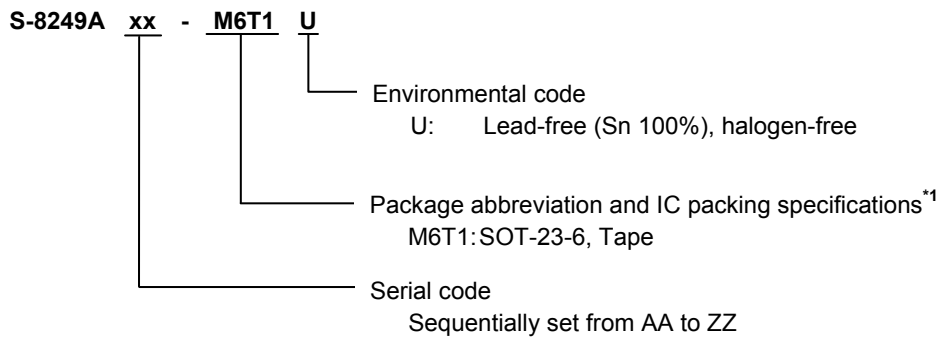 S-8249A xx - M6T1 U
Environmental code
U: Lead-free (Sn 100%), halogen-free
Package abbreviation and IC packing specifications*1
M6T1:SOT-23-6, Tape
Serial code
Sequentially set from AA to ZZ